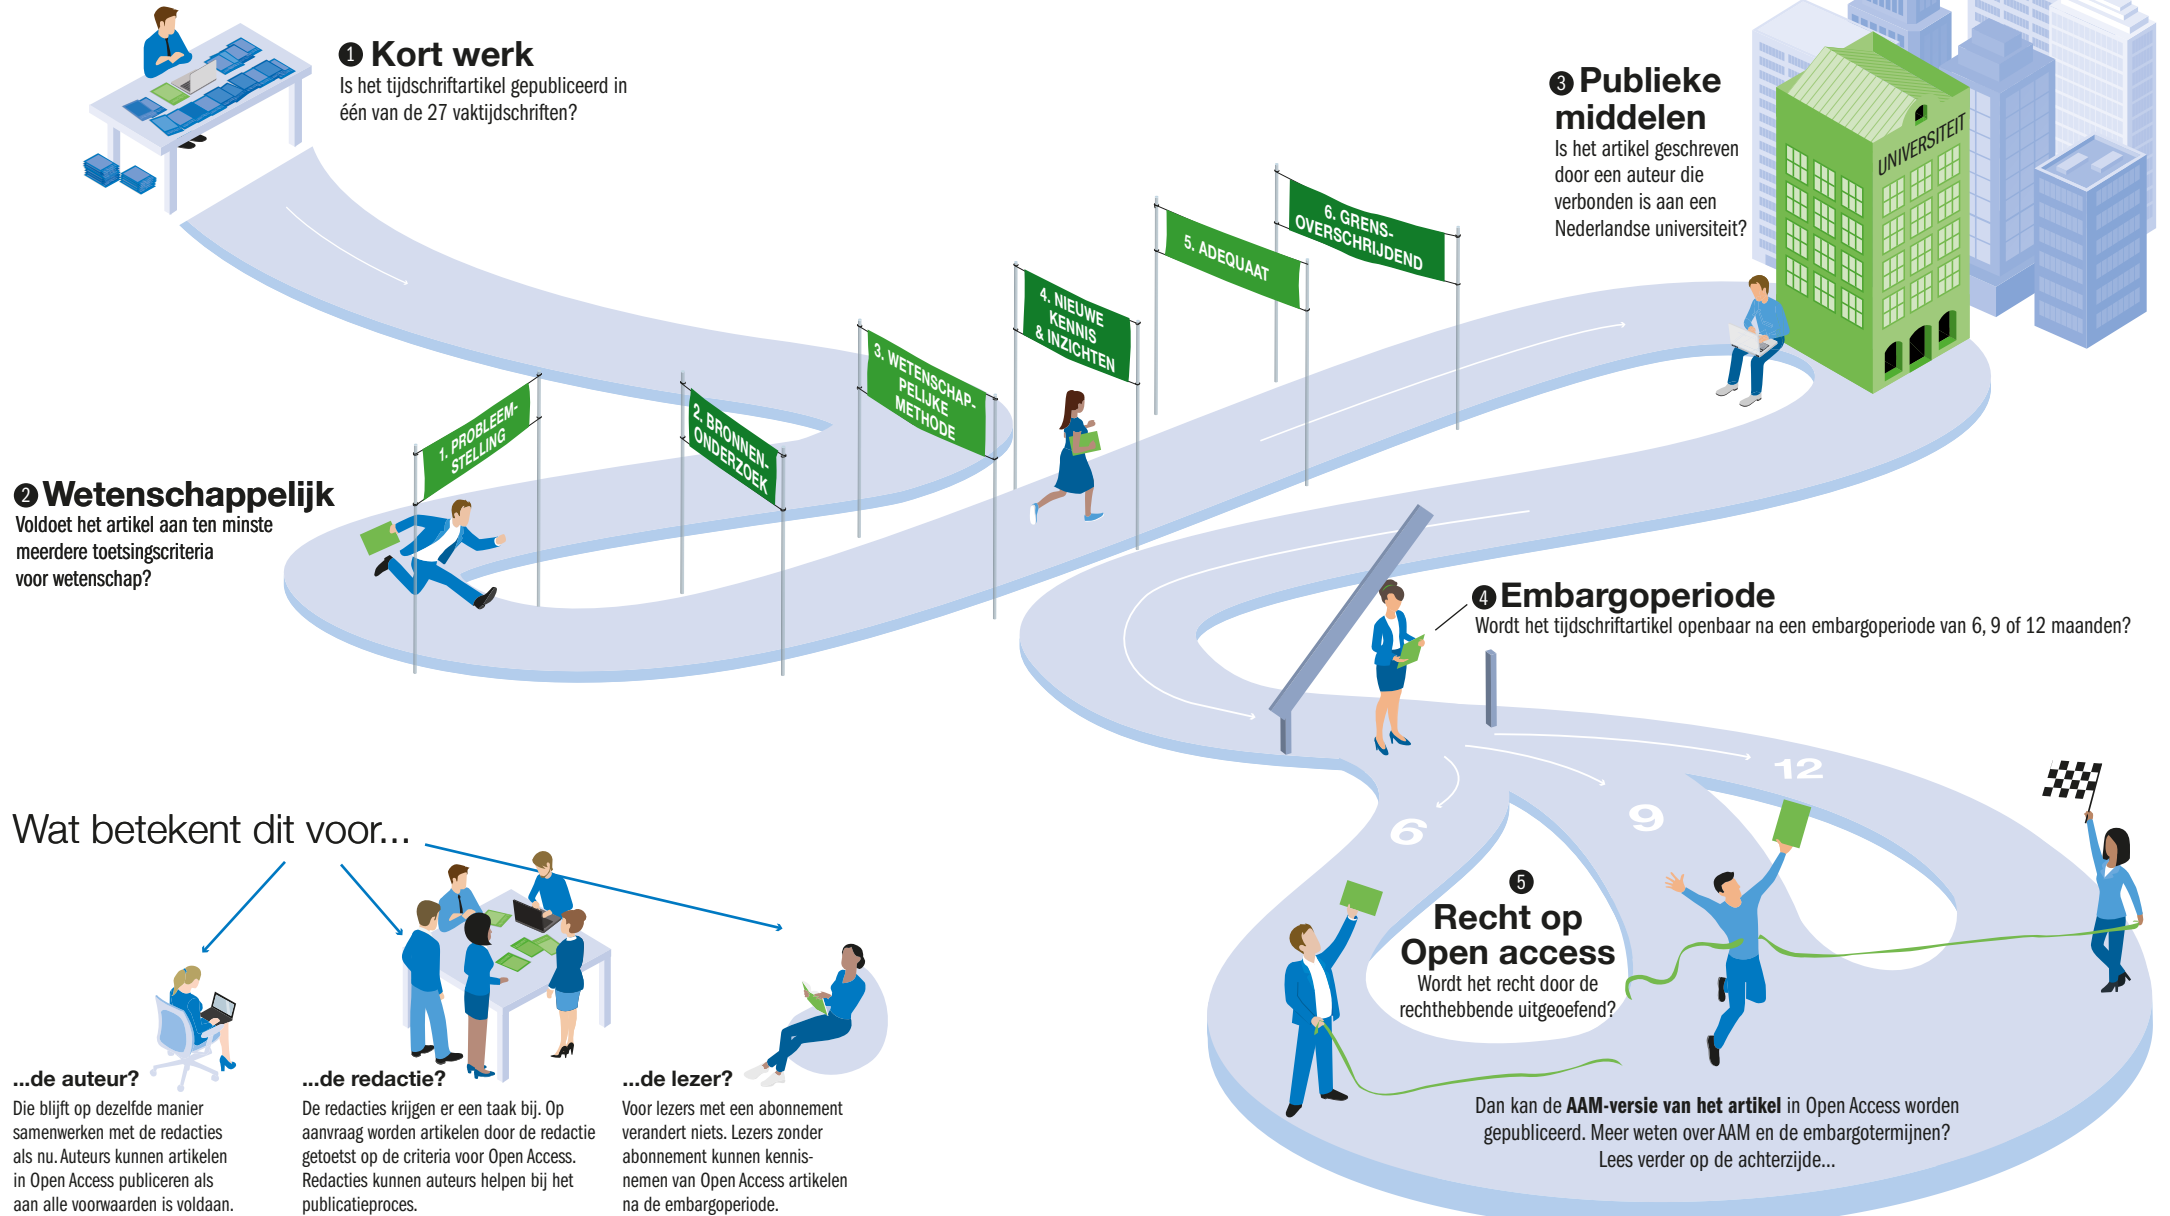 ❶ Kort werk
Is het tijdschriftartikel gepubliceerd in
één van de 27 vaktijdschriften?
❸ Publieke
middelen
Is het artikel geschreven
door een auteur die
verbonden is aan een
Nederlandse universiteit?
UNIVERSITEIT
6. GRENS-
OVERSCHRIJDEND
5. ADEQUAAT
4. NIEUWE
KENNIS
& INZICHTEN
3. WETENSCHAP-
PELIJKE
METHODE
2. BRONNEN-
ONDERZOEK
1. PROBLEEM-
STELLING
❷ Wetenschappelijk
Voldoet het artikel aan ten minste
meerdere toetsingscriteria
voor wetenschap?
❹ Embargoperiode
Wordt het tijdschriftartikel openbaar na een embargoperiode van 6, 9 of 12 maanden?
12
9
6
❺
Recht op
Open access
Wordt het recht door de
rechthebbende uitgeoefend?
Dan kan de AAM-versie van het artikel in Open Access worden
gepubliceerd. Meer weten over AAM en de embargotermijnen?
Lees verder op de achterzijde...
Wat betekent dit voor...
...de auteur?
Die blijft op dezelfde manier
samenwerken met de redacties
als nu. Auteurs kunnen artikelen
in Open Access publiceren als
aan alle voorwaarden is voldaan.
...de redactie?
De redacties krijgen er een taak bij. Op
aanvraag worden artikelen door de redactie
getoetst op de criteria voor Open Access.
Redacties kunnen auteurs helpen bij het
publicatieproces.
...de lezer?
Voor lezers met een abonnement
verandert niets. Lezers zonder
abonnement kunnen kennis-
nemen van Open Access artikelen
na de embargoperiode.